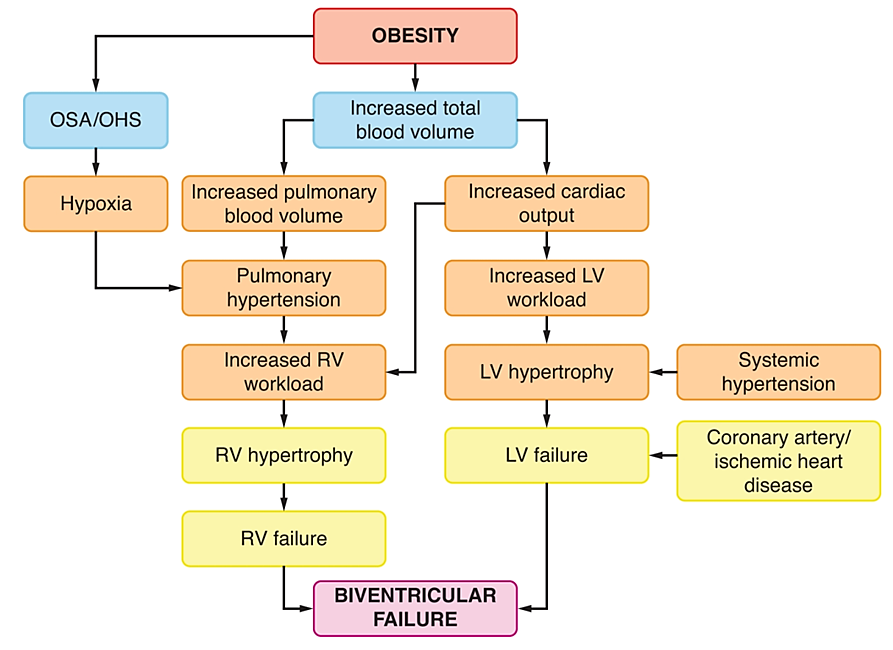 OBESITY
OSA/OHS
Increased total
blood volume
Hypoxia
Increased pulmonary
blood volume
Increased cardiac
output
Pulmonary
hypertension
Increased LV
workload
Increased RV
workload
LV hypertrophy
Systemic
hypertension
RV hypertrophy
LV failure
Coronary artery/
ischemic heart
disease
RV failure
BIVENTRICULAR
FAILURE